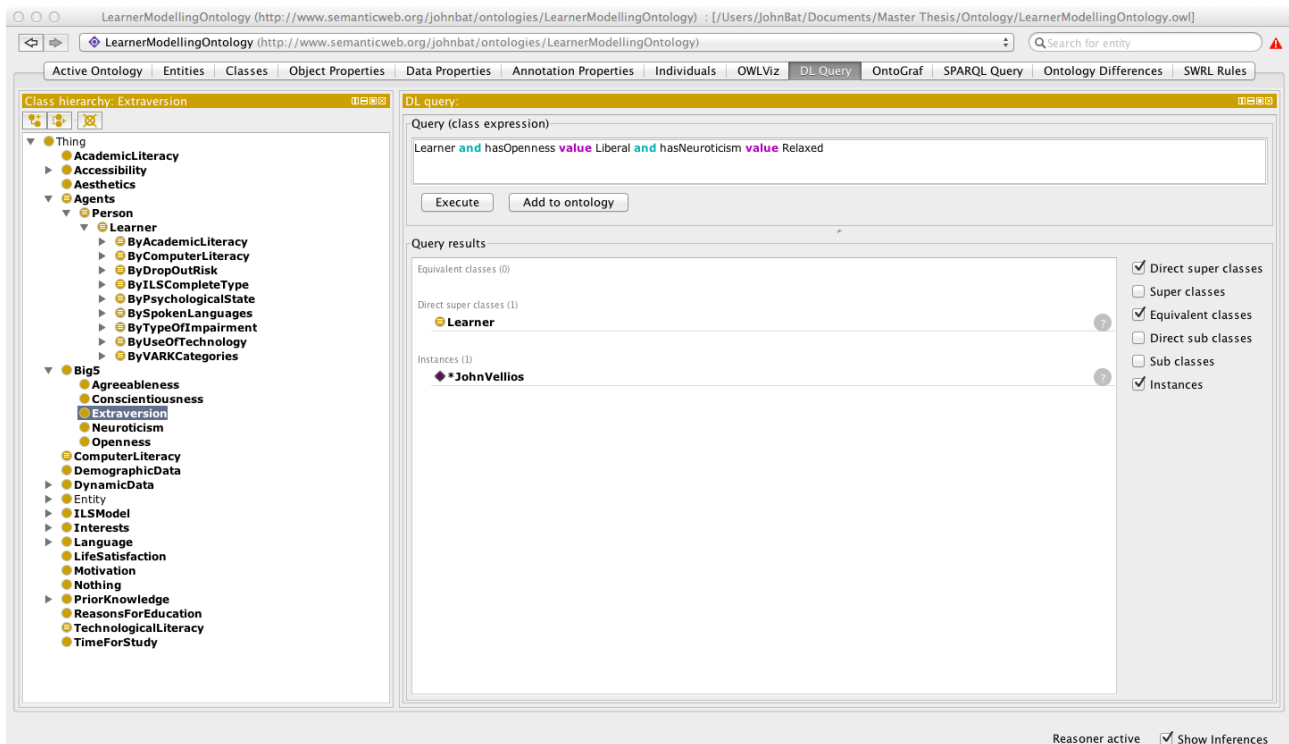 LearnerModellingOntology (http://www.semanticweb.org/johnbat/ontologies/LearnerModellingOntology) : [/Users/JohnBat/Documents/Master Thesis/Ontology/LearnerModellingOntology.owl]
LearnerModellingOntology (http://www.semanticweb.org/johnbat/ontologies/LearnerModellingOntology)
Search for entity
Active Ontology Entities Classes Object Properties Data Properties Annotation Properties Individuals OWLViz DL Query OntoGraf SPARQL Query Ontology Differences SWRL Rules
Class hierarchy: Extraversion
Thing
AcademicLiteracy
Accessibility
Aesthetics
Agents
Person
Learner
ByAcademicLiteracy
ByComputerLiteracy
ByDropOutRisk
ByILSCompleteType
ByPsychologicalState
BySpokenLanguages
ByTypeOfImpairment
ByUseOfTechnology
ByVARKCategories
Big5
Agreeableness
Conscientiousness
Extraversion
Neuroticism
Openness
ComputerLiteracy
DemographicData
DynamicData
Entity
ILSModel
Interests
Language
LifeSatisfaction
Motivation
Nothing
PriorKnowledge
ReasonsForEducation
TechnologicalLiteracy
TimeForStudy
DL query:
Query (class expression)
Learner and hasOpenness value Liberal and hasNeuroticism value Relaxed
Execute Add to ontology
Query results
Equivalent classes (0)
Direct super classes (1)
Learner ?
Instances (1)
*JohnVellios ?
Direct super classes
Super classes
Equivalent classes
Direct sub classes
Sub classes
Instances
Reasoner active Show Inferences